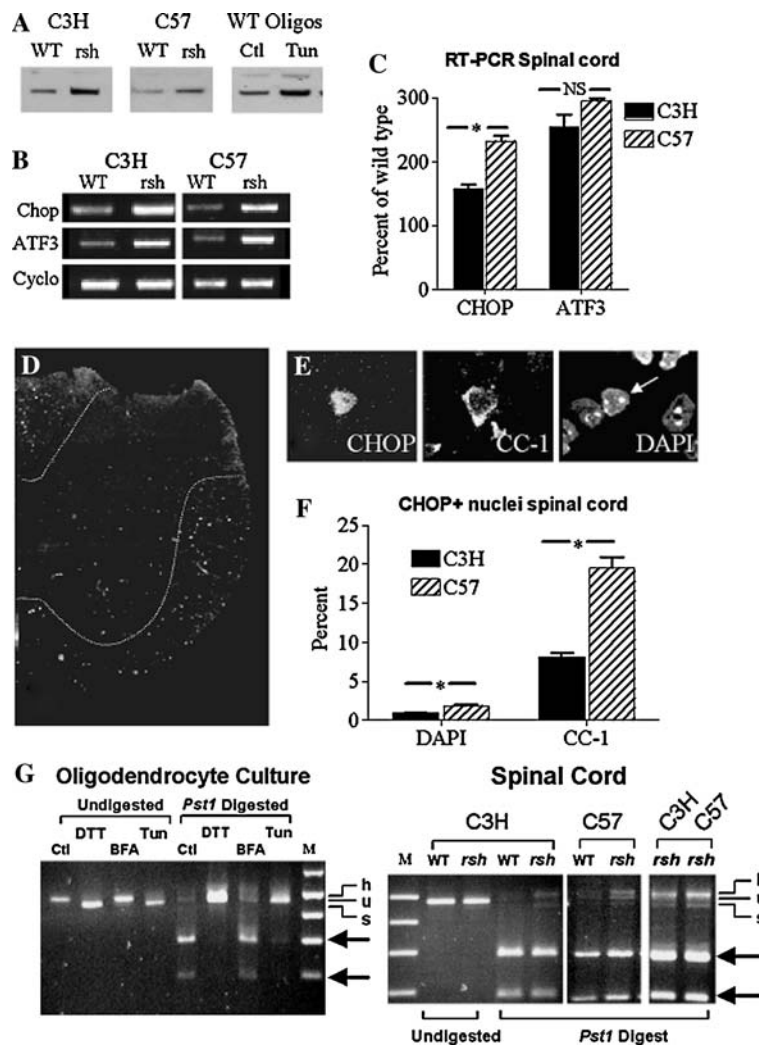 A
C3H C57 WT Oligos
WT rsh WT rsh Ctl Tun
B
C3H C57
WT rsh WT rsh
Chop
ATF3
Cyclo
C
RT-PCR Spinal cord
Percent of wild type
300
200
100
0
*
NS
C3H
C57
CHOP ATF3
D
E
CHOP CC-1 DAPI
F
CHOP+ nuclei spinal cord
Percent
25
20
15
10
5
0
C3H
C57
*
*
DAPI CC-1
G
Oligodendrocyte Culture
Undigested Pst1 Digested
Ctl DTT BFA Tun Ctl DTT BFA Tun M
h
u
s
Spinal Cord
C3H C57 C3H C57
M WT rsh WT rsh WT rsh rsh rsh
u
s
Undigested Pst1 Digest